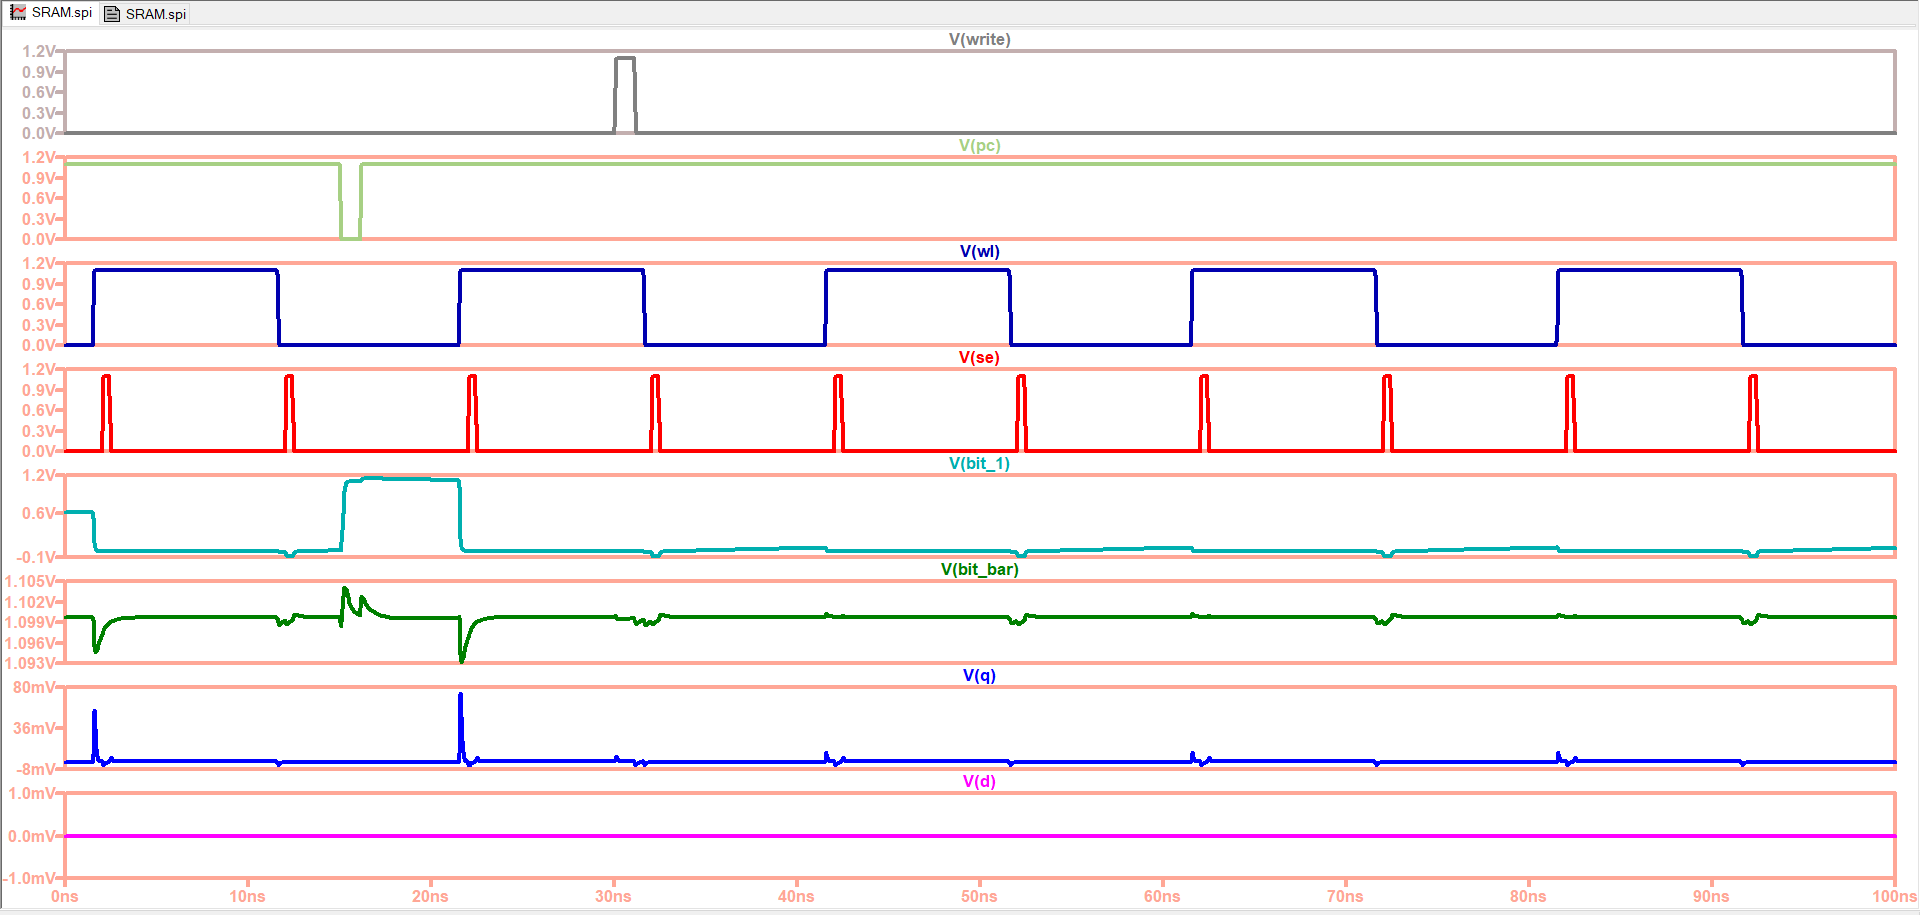 SRAM.spi SRAM.spi
V(write)
1.2V
0.9V
0.6V
0.3V
0.0V
V(pc)
1.2V
0.9V
0.6V
0.3V
0.0V
V(wl)
1.2V
0.9V
0.6V
0.3V
0.0V
V(se)
1.2V
0.9V
0.6V
0.3V
0.0V
V(bit_1)
1.2V
0.6V
-0.1V
V(bit_bar)
1.105V
1.102V
1.099V
1.096V
1.093V
V(q)
80mV
36mV
-8mV
V(d)
1.0mV
0.0mV
-1.0mV
0ns 10ns 20ns 30ns 40ns 50ns 60ns 70ns 80ns 90ns 100ns